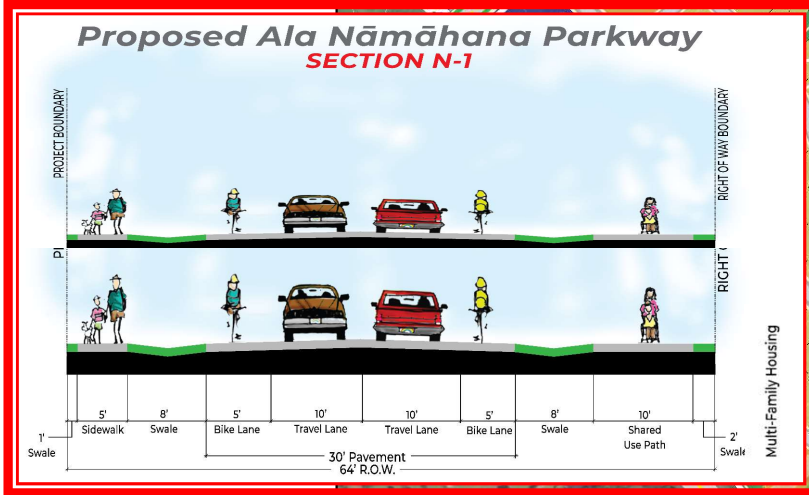 Proposed Ala Nāmāhana Parkway
SECTION N-1
PROJECT BOUNDARY
RIGHT OF WAY BOUNDARY
RIGHT
Multi-Family Housing
5' 8' 5' 10' 10' 5' 8' 10'
Sidewalk Swale Bike Lane Travel Lane Travel Lane Bike Lane Swale Shared
Use Path
1'
Swale
2'
Swale
30' Pavement
64' R.O.W.